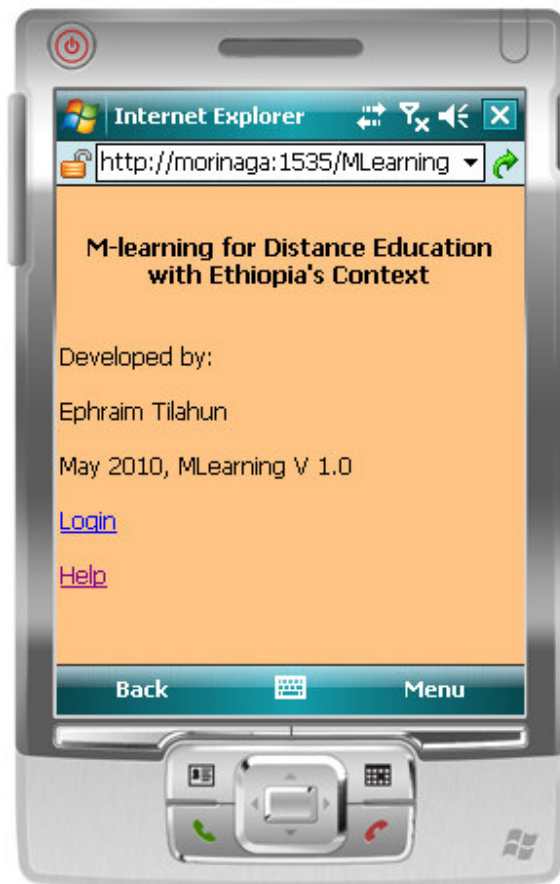 Internet Explorer
http://morinaga:1535/MLearning
M-learning for Distance Education
with Ethiopia's Context
Developed by:
Ephraim Tilahun
May 2010, MLearning V 1.0
Login
Help
Back
Menu